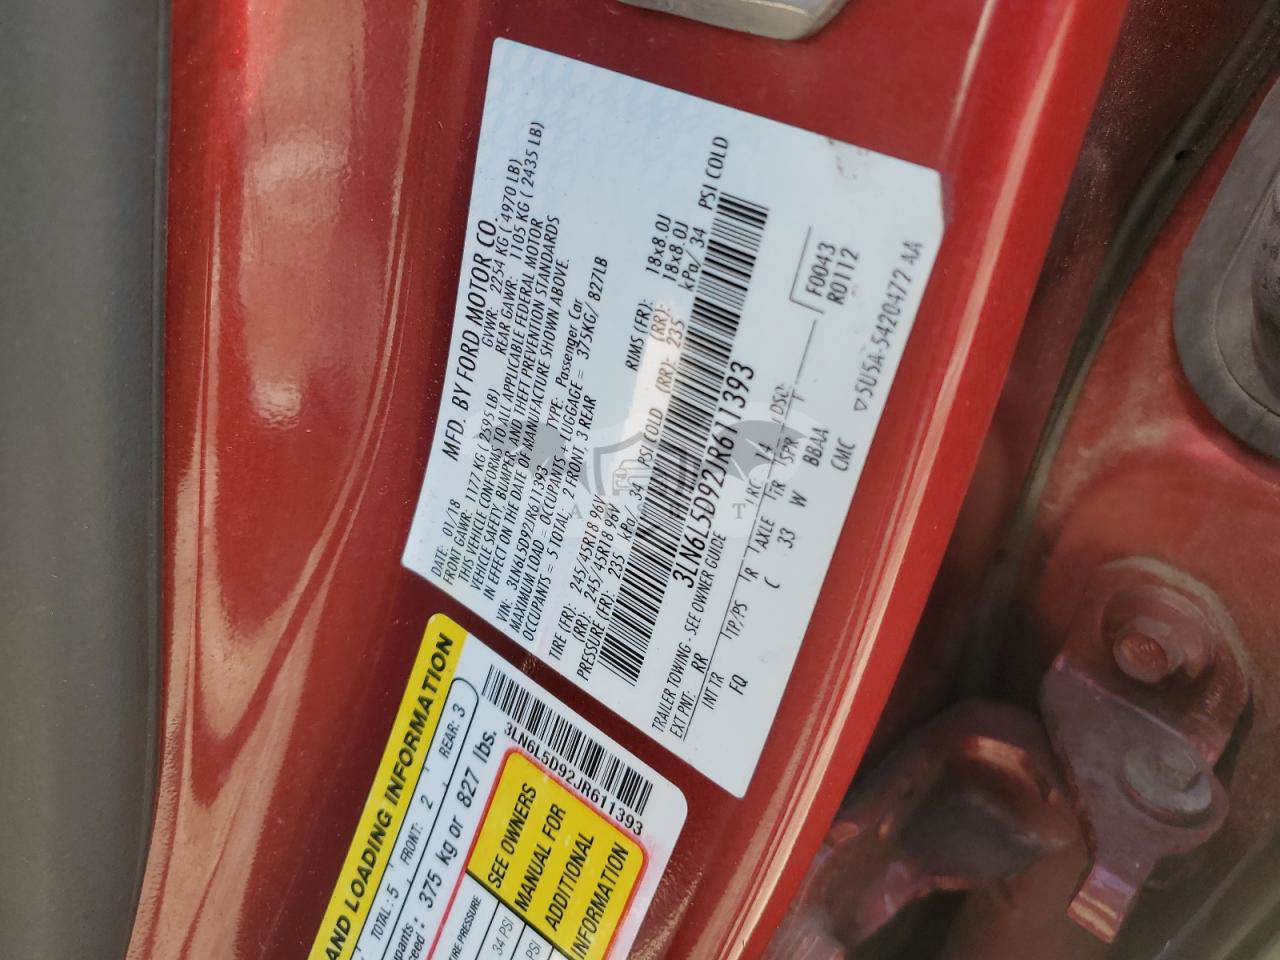 MFD. BY FORD MOTOR CO.
DATE: 01/18 GVWR: 2254 KG ( 4970 LB)
FRONT GAWR: 1177 KG ( 2595 LB) REAR GAWR: 1105 KG ( 2435 LB)
THIS VEHICLE CONFORMS TO ALL APPLICABLE FEDERAL MOTOR
VEHICLE SAFETY, BUMPER, AND THEFT PREVENTION STANDARDS
IN EFFECT ON THE DATE OF MANUFACTURE SHOWN ABOVE.
VIN: 3LN6L5D92JR611393 TYPE: Passenger Car
MAXIMUM LOAD = OCCUPANTS + LUGGAGE = 375KG/ 827LB
OCCUPANTS = 5 TOTAL, 2 FRONT, 3 REAR
TIRE (FR): 245/45R18 96V RIMS (FR): 18x8.0J
(RR): 245/45R18 96V (RR): 18x8.0J
PRESSURE (FR): 235 kPa/ 34 PSI COLD (RR): 235 kPa/ 34 PSI COLD
3LN6L5D92JR611393
TRAILER TOWING - SEE OWNER GUIDE
EXT PNT: RR RC: 14 DSO: F0043
R0112
INT TR TP/PS R AXLE TR SPR T
FQ C 33 W BBAA
CMC
5U5A-5420472 AA
AND LOADING INFORMATION
TOTAL: 5 FRONT: 2 REAR: 3
375 kg or 827 lbs.
3LN6L5D92JR611393
TIRE PRESSURE
34 PSI
PSI
SEE OWNERS
MANUAL FOR
ADDITIONAL
INFORMATION